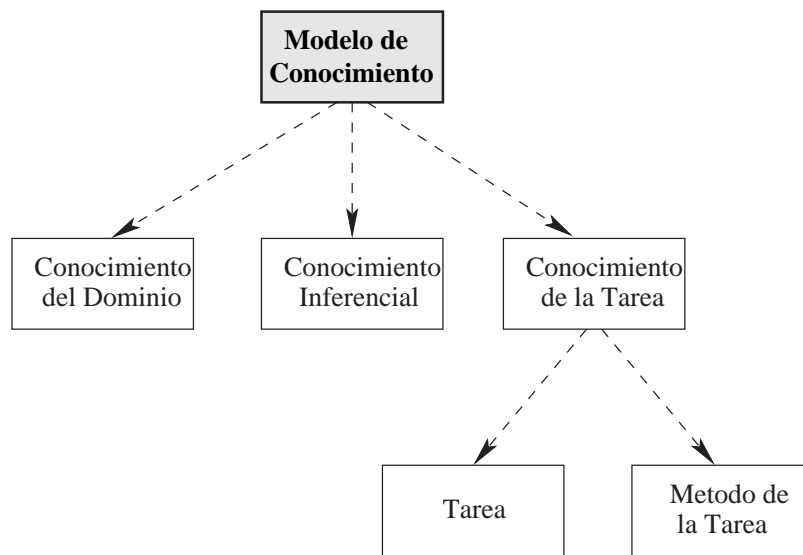 Modelo de
Conocimiento
Conocimiento
del Dominio
Conocimiento
Inferencial
Conocimiento
de la Tarea
Tarea
Metodo de
la Tarea